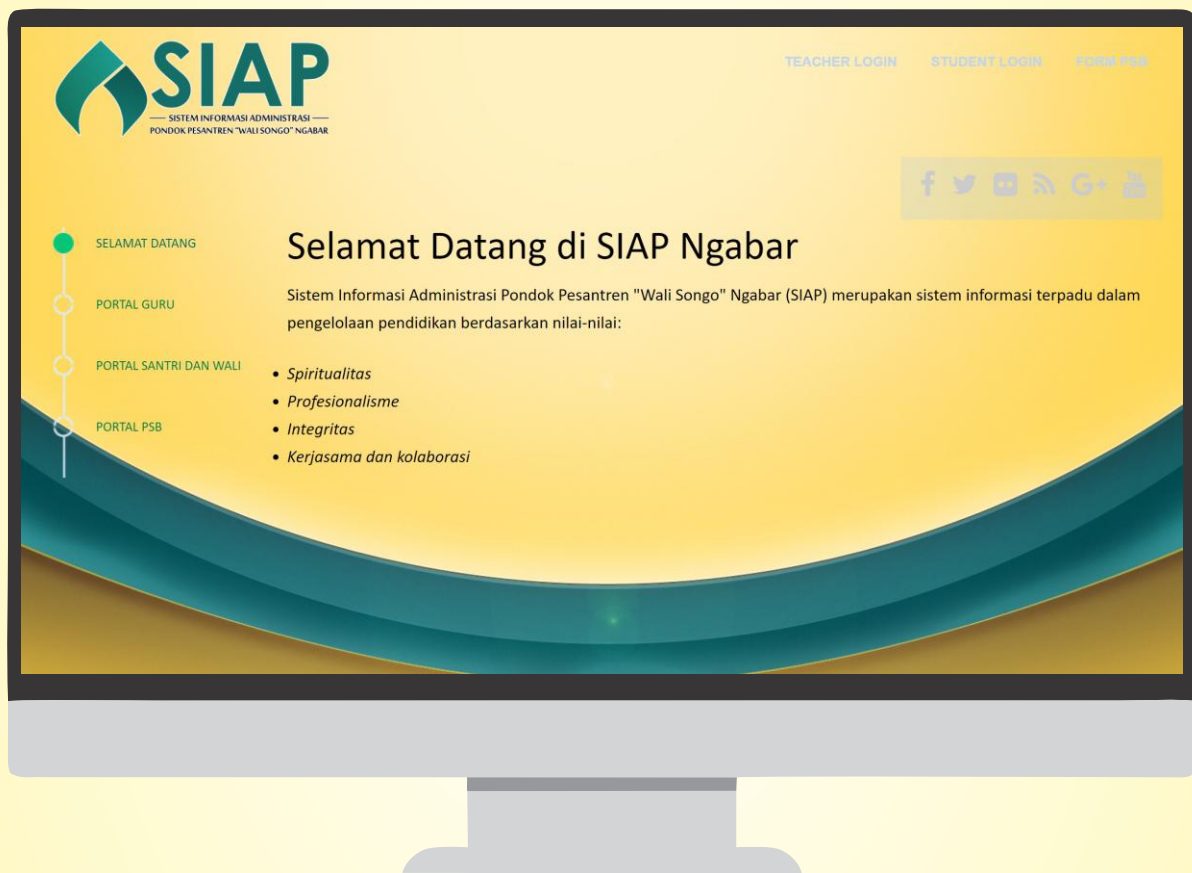 SIAP
SISTEM INFORMASI ADMINISTRASI
PONDOK PESANTREN "WALI SONGO" NGABAR
TEACHER LOGIN
STUDENT LOGIN
FORM PSB
SELAMAT DATANG
PORTAL GURU
PORTAL SANTRI DAN WALI
PORTAL PSB
Selamat Datang di SIAP Ngabar
Sistem Informasi Administrasi Pondok Pesantren "Wali Songo" Ngabar (SIAP) merupakan sistem informasi terpadu dalam
pengelolaan pendidikan berdasarkan nilai-nilai:
• Spiritualitas
• Profesionalisme
• Integritas
• Kerjasama dan kolaborasi